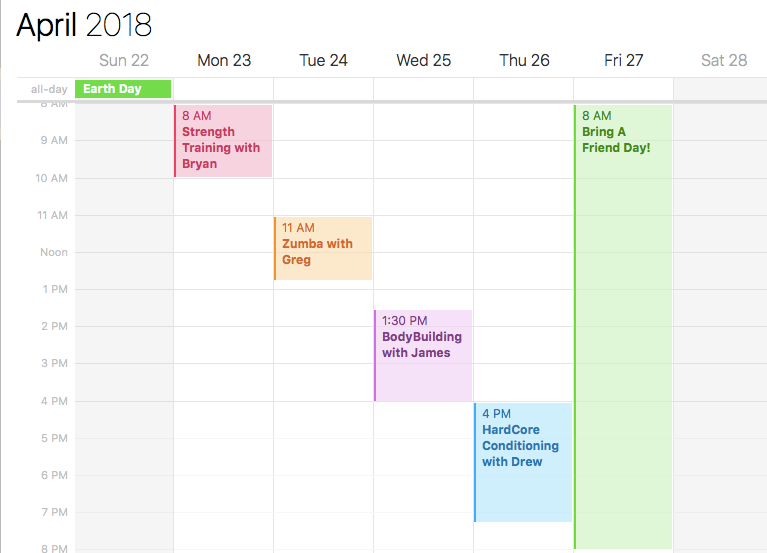 April 2018
Sun 22 Mon 23 Tue 24 Wed 25 Thu 26 Fri 27 Sat 28
all-day Earth Day
8 AM
8 AM
Strength
Training with
Bryan
8 AM
Bring A
Friend Day!
9 AM
10 AM
11 AM
11 AM
Zumba with
Greg
Noon
1 PM
1:30 PM
BodyBuilding
with James
2 PM
3 PM
4 PM
4 PM
HardCore
Conditioning
with Drew
5 PM
6 PM
7 PM
8 PM